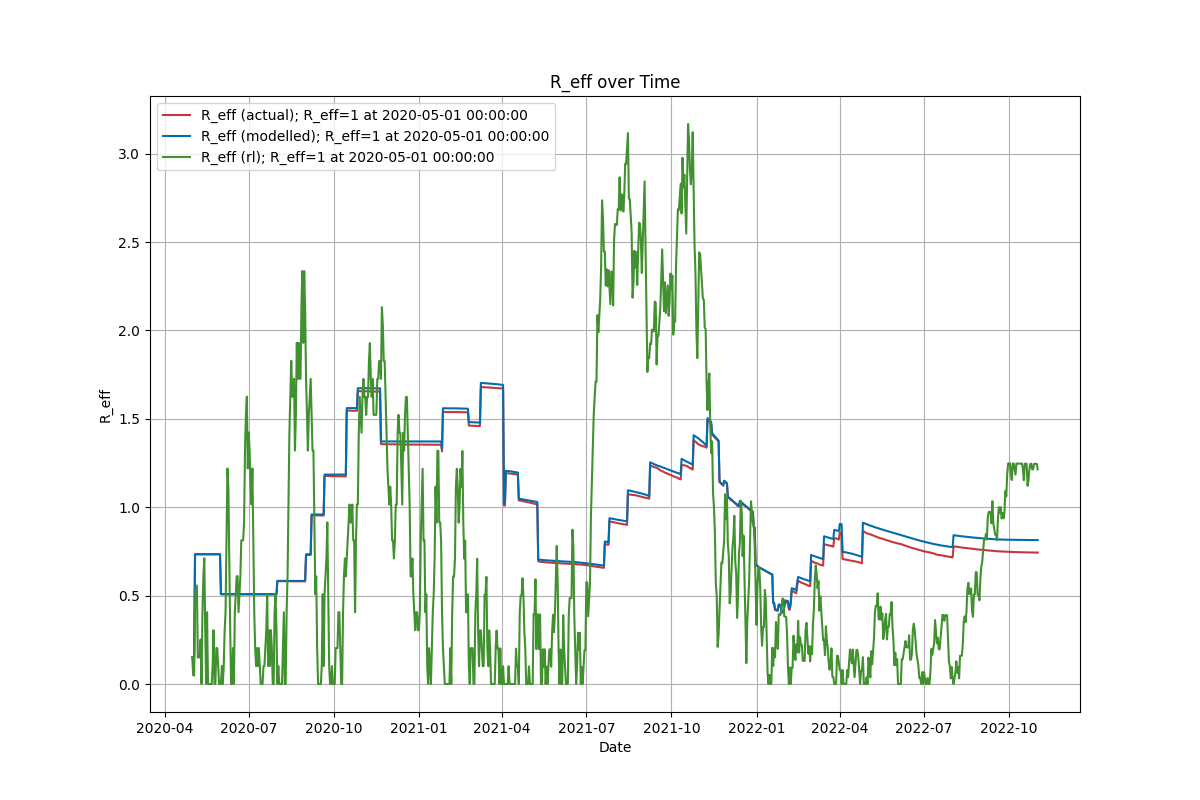 R_eff over Time
R_eff (actual); R_eff=1 at 2020-05-01 00:00:00
R_eff (modelled); R_eff=1 at 2020-05-01 00:00:00
R_eff (rl); R_eff=1 at 2020-05-01 00:00:00
3.0
2.5
2.0
1.5
1.0
0.5
0.0
R_eff
2020-04 2020-07 2020-10 2021-01 2021-04 2021-07 2021-10 2022-01 2022-04 2022-07 2022-10
Date